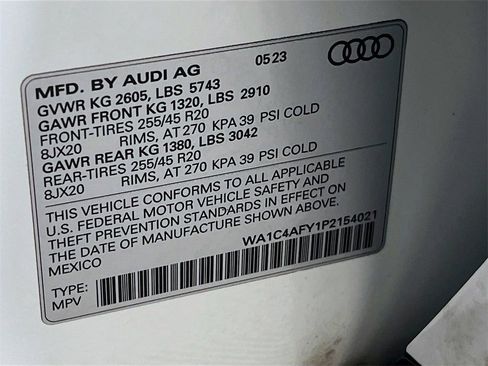 MFD. BY AUDI AG 05 23
GVWR KG 2605, LBS 5743
GAWR FRONT KG 1320, LBS 2910
FRONT-TIRES 255/45 R20
8JX20 RIMS, AT 270 KPA 39 PSI COLD
GAWR REAR KG 1380, LBS 3042
REAR-TIRES 255/45 R20
8JX20 RIMS, AT 270 KPA 39 PSI COLD
THIS VEHICLE CONFORMS TO ALL APPLICABLE
U.S. FEDERAL MOTOR VEHICLE SAFETY AND
THEFT PREVENTION STANDARDS IN EFFECT ON
THE DATE OF MANUFACTURE SHOWN ABOVE.
MEXICO WA1C4AFY1P2154021
TYPE:
MPV